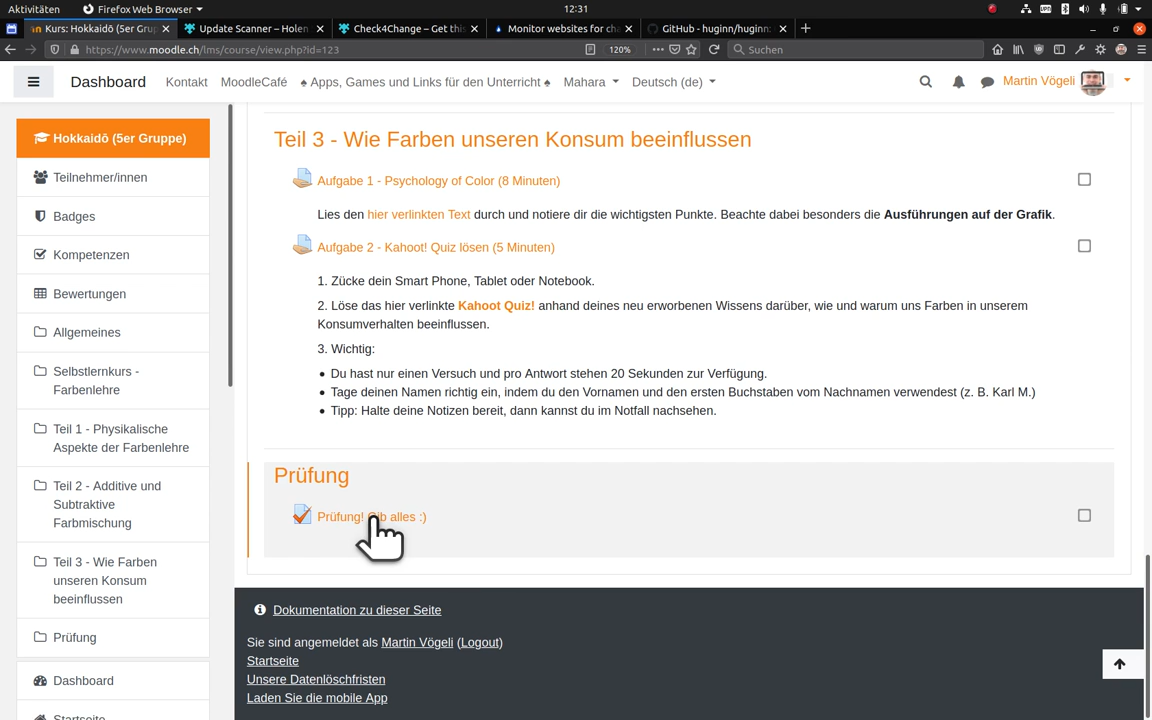 Aktivitäten
Firefox Web Browser
12:31
Kurs: Hokkaidō (5er Grup
Update Scanner – Holen
Check4Change – Get this
Monitor websites for cha
GitHub - huginn/huginn:
https://www.moodle.ch/lms/course/view.php?id=123
120%
Suchen
Dashboard
Kontakt
MoodleCafé
♠ Apps, Games und Links für den Unterricht ♠
Mahara
Deutsch (de)
Martin Vögeli
Hokkaidō (5er Gruppe)
Teilnehmer/innen
Badges
Kompetenzen
Bewertungen
Allgemeines
Selbstlernkurs -
Farbenlehre
Teil 1 - Physikalische
Aspekte der Farbenlehre
Teil 2 - Additive und
Subtraktive
Farbmischung
Teil 3 - Wie Farben
unseren Konsum
beeinflussen
Prüfung
Dashboard
Startseite
Teil 3 - Wie Farben unseren Konsum beeinflussen
Aufgabe 1 - Psychology of Color (8 Minuten)
Lies den hier verlinkten Text durch und notiere dir die wichtigsten Punkte. Beachte dabei besonders die Ausführungen auf der Grafik.
Aufgabe 2 - Kahoot! Quiz lösen (5 Minuten)
1. Zücke dein Smart Phone, Tablet oder Notebook.
2. Löse das hier verlinkte Kahoot Quiz! anhand deines neu erworbenen Wissens darüber, wie und warum uns Farben in unserem
Konsumverhalten beeinflussen.
3. Wichtig:
• Du hast nur einen Versuch und pro Antwort stehen 20 Sekunden zur Verfügung.
• Tage deinen Namen richtig ein, indem du den Vornamen und den ersten Buchstaben vom Nachnamen verwendest (z. B. Karl M.)
• Tipp: Halte deine Notizen bereit, dann kannst du im Notfall nachsehen.
Prüfung
Prüfung! Gib alles :)
Dokumentation zu dieser Seite
Sie sind angemeldet als Martin Vögeli (Logout)
Startseite
Unsere Datenlöschfristen
Laden Sie die mobile App